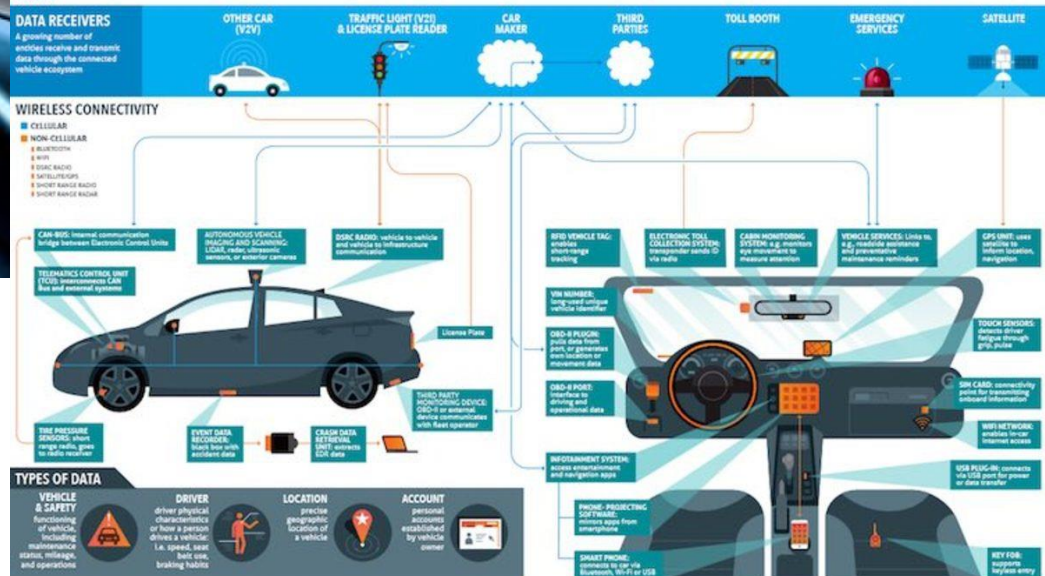 DATA RECEIVERS
A growing number of
entities receive and transmit
data through the connected
vehicle ecosystem
OTHER CAR
(V2V)
TRAFFIC LIGHT (V2I)
& LICENSE PLATE READER
CAR
MAKER
THIRD
PARTIES
TOLL BOOTH
EMERGENCY
SERVICES
SATELLITE
WIRELESS CONNECTIVITY
CELLULAR
NON-CELLULAR
BLUETOOTH
WIFI
DSRC RADIO
SATELLITE/GPS
SHORT RANGE RADIO
SHORT RANGE RADAR
CAN-BUS: internal communication
bridge between Electronic Control Units
AUTONOMOUS VEHICLE
IMAGING AND SCANNING:
LIDAR, radar, ultrasonic
sensors, or exterior cameras
DSRC RADIO: vehicle to vehicle
and vehicle to infrastructure
communication
TELEMATICS CONTROL UNIT
(TCU): interconnects CAN
Bus and external systems
License Plate
THIRD PARTY
MONITORING DEVICE:
OBD-II or external
device communicates
with fleet operator
TIRE PRESSURE
SENSORS: short
range radio, goes
to radio receiver
EVENT DATA
RECORDER:
black box with
accident data
CRASH DATA
RETRIEVAL
UNIT: extracts
EDR data
RFID VEHICLE TAG:
enables
short-range
tracking
ELECTRONIC TOLL
COLLECTION SYSTEM:
transponder sends ID
via radio
CABIN MONITORING
SYSTEM: e.g. monitors
eye movement to
measure attention
VEHICLE SERVICES: Links to,
e.g., roadside assistance
and preventative
maintenance reminders
GPS UNIT: uses
satellite to
inform location,
navigation
VIN NUMBER:
long-used unique
vehicle identifier
OBD-II PLUGIN:
pulls data from
port, or generates
own location or
movement data
OBD-II PORT:
interface to
driving and
operational data
TOUCH SENSORS:
detects driver
fatigue through
grip, pulse
SIM CARD: connectivity
point for transmitting
onboard information
WIFI NETWORK:
enables in-car
internet access
INFOTAINMENT SYSTEM:
access entertainment
and navigation apps
USB PLUG-IN: connects
via USB port for power
or data transfer
PHONE- PROJECTING
SOFTWARE:
mirrors apps from
smartphone
SMART PHONE:
connects to car via
Bluetooth, Wi-Fi or USB
KEY FOB:
supports
keyless entry
TYPES OF DATA
VEHICLE
& SAFETY
functioning
of vehicle,
including
maintenance
status, mileage,
and operations
DRIVER
driver physical
characteristics
or how a person
drives a vehicle:
i.e. speed, seat
belt use,
braking habits
LOCATION
precise
geographic
location of
a vehicle
ACCOUNT
personal
accounts
established
by vehicle
owner